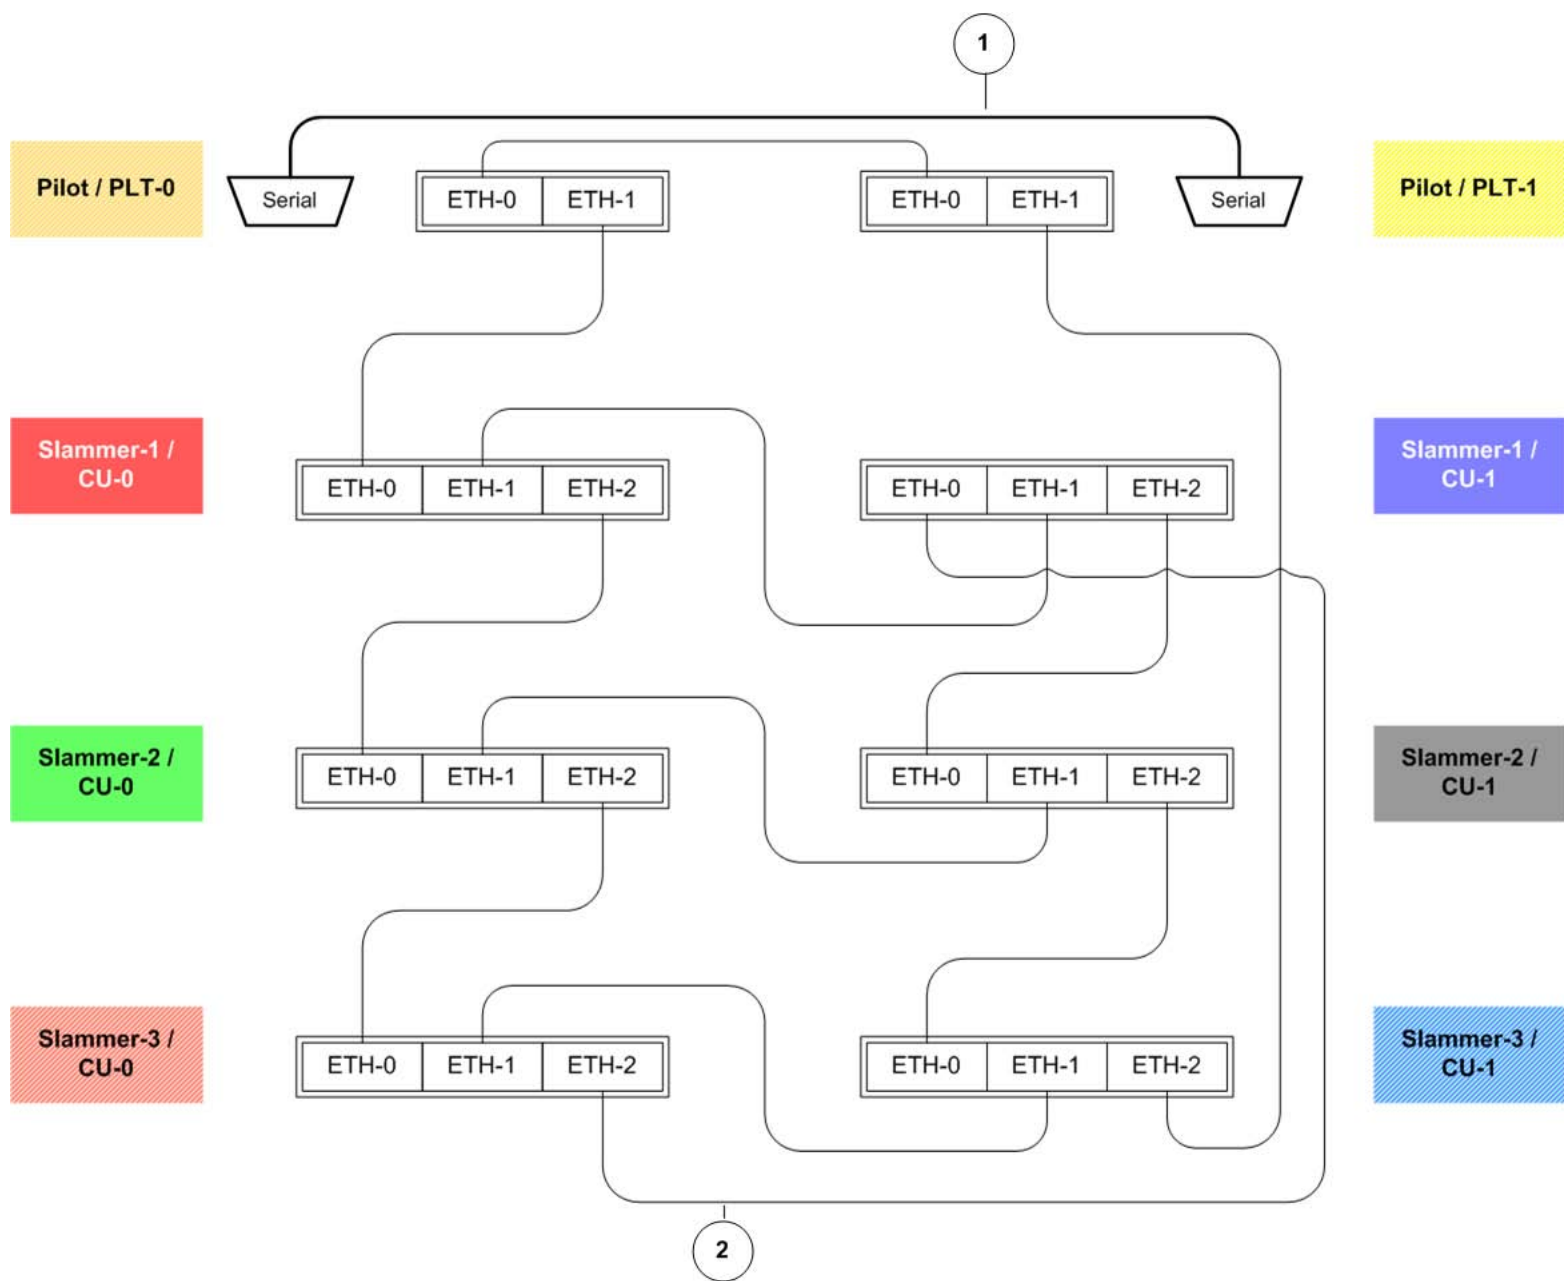 1
Pilot / PLT-0
Serial
ETH-0 ETH-1
ETH-0 ETH-1
Serial
Pilot / PLT-1
Slammer-1 /
CU-0
ETH-0 ETH-1 ETH-2
ETH-0 ETH-1 ETH-2
Slammer-1 /
CU-1
Slammer-2 /
CU-0
ETH-0 ETH-1 ETH-2
ETH-0 ETH-1 ETH-2
Slammer-2 /
CU-1
Slammer-3 /
CU-0
ETH-0 ETH-1 ETH-2
ETH-0 ETH-1 ETH-2
Slammer-3 /
CU-1
2